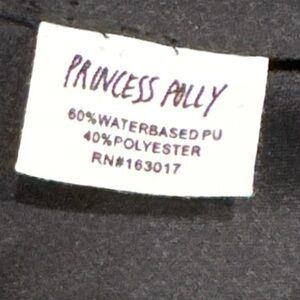 PRINCESS POLLY
60%WATERBASED PU
40%POLYESTER
RN#163017